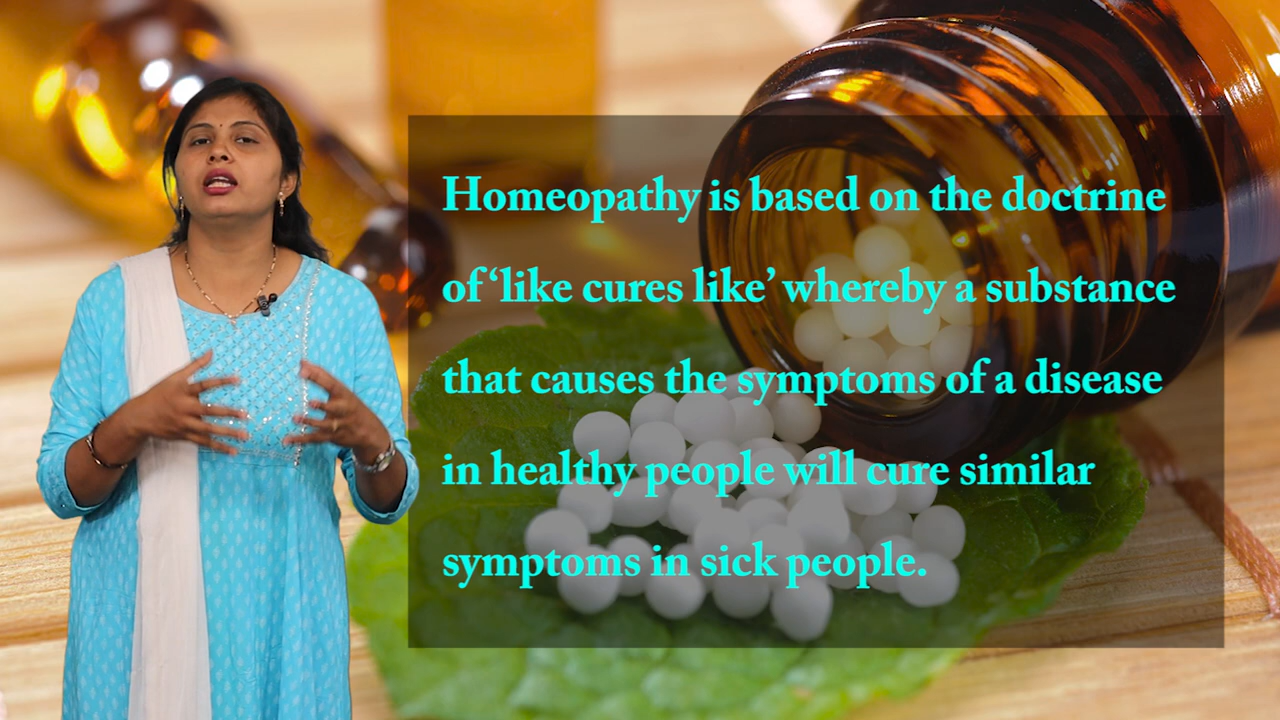 Homeopathy is based on the doctrine
of ‘like cures like’ whereby a substance
that causes the symptoms of a disease
in healthy people will cure similar
symptoms in sick people.